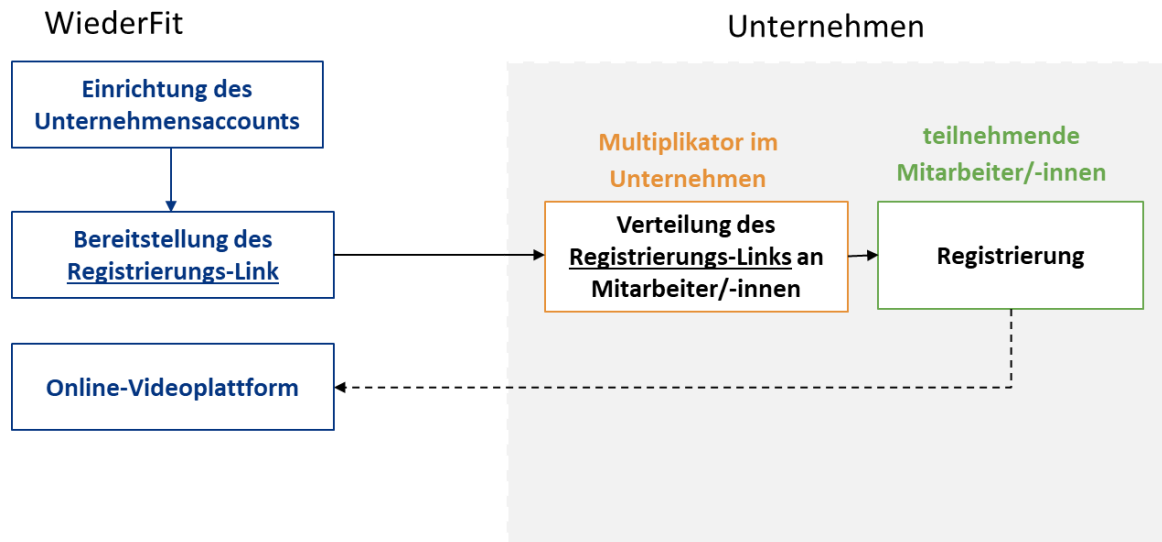 WiederFit
Unternehmen
Einrichtung des
Unternehmensaccounts
Multiplikator im
Unternehmen
teilnehmende
Mitarbeiter/-innen
Bereitstellung des
Registrierungs-Link
Verteilung des
Registrierungs-Links an
Mitarbeiter/-innen
Registrierung
Online-Videoplattform